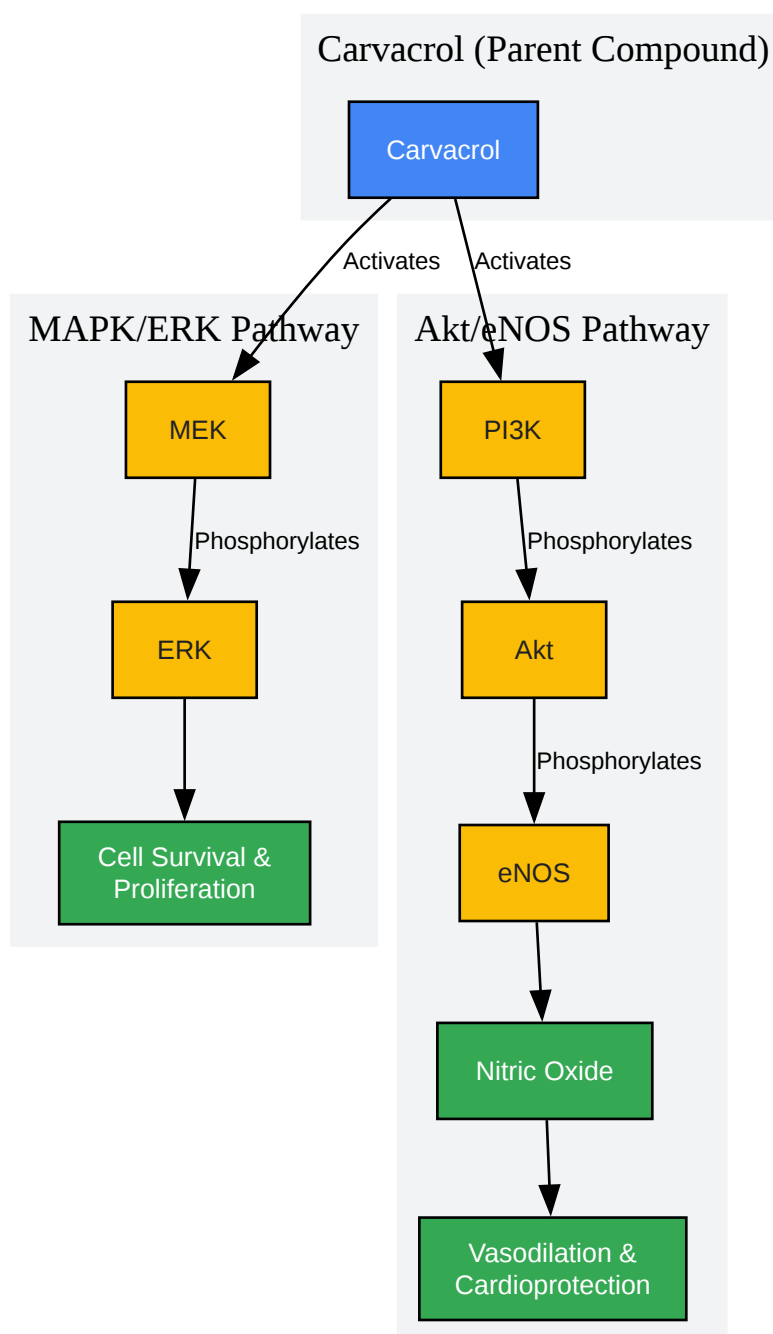 Carvacrol (Parent Compound)
Carvacrol
Activates
Activates
MAPK/ERK Pathway
Akt/eNOS Pathway
MEK
PI3K
Phosphorylates
Phosphorylates
ERK
Akt
Phosphorylates
Cell Survival &
Proliferation
eNOS
Nitric Oxide
Vasodilation &
Cardioprotection